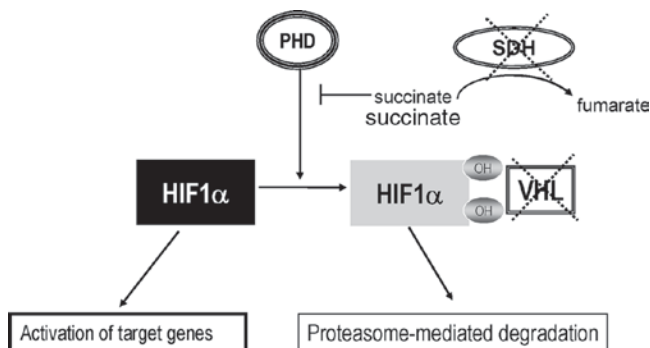 PHD
SDH
succinate
succinate
fumarate
HIF1α
HIF1α
OH
OH
VHL
Activation of target genes
Proteasome-mediated degradation